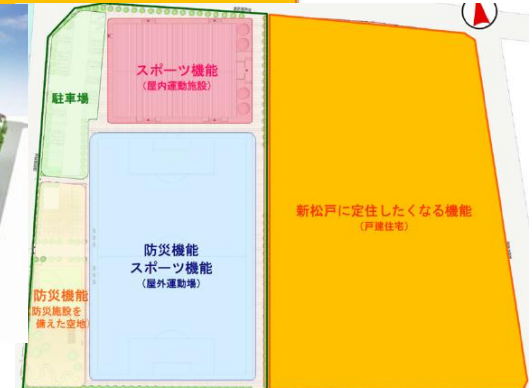 スポーツ機能
(屋内運動施設)
駐車場
新松戸に定住したくなる機能
(戸建住宅)
防災機能
スポーツ機能
(屋外運動場)
防災機能
(防災施設を
備えた空地)